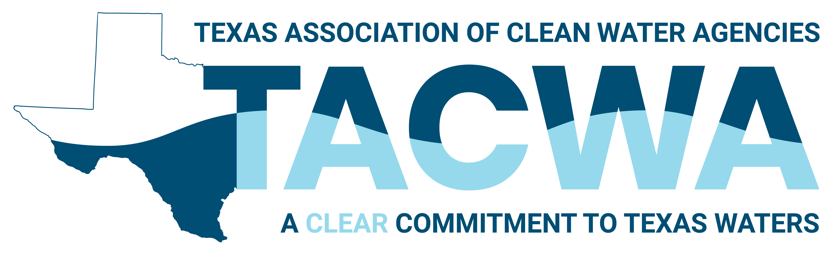 TEXAS ASSOCIATION OF CLEAN WATER AGENCIES
TACWA
A CLEAR COMMITMENT TO TEXAS WATERS